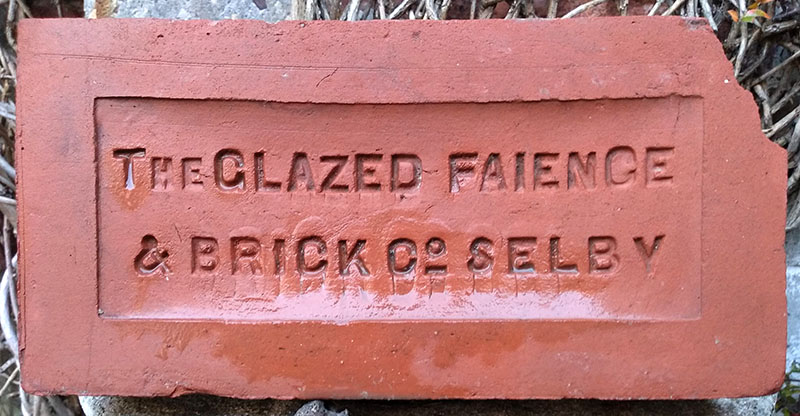 THE GLAZED FAIENCE
& BRICK Co SELBY